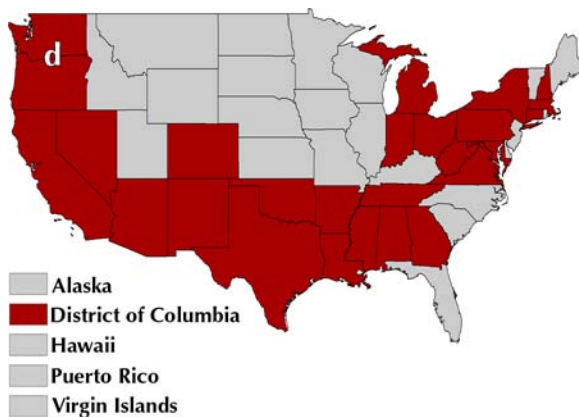 d
Alaska
District of Columbia
Hawaii
Puerto Rico
Virgin Islands